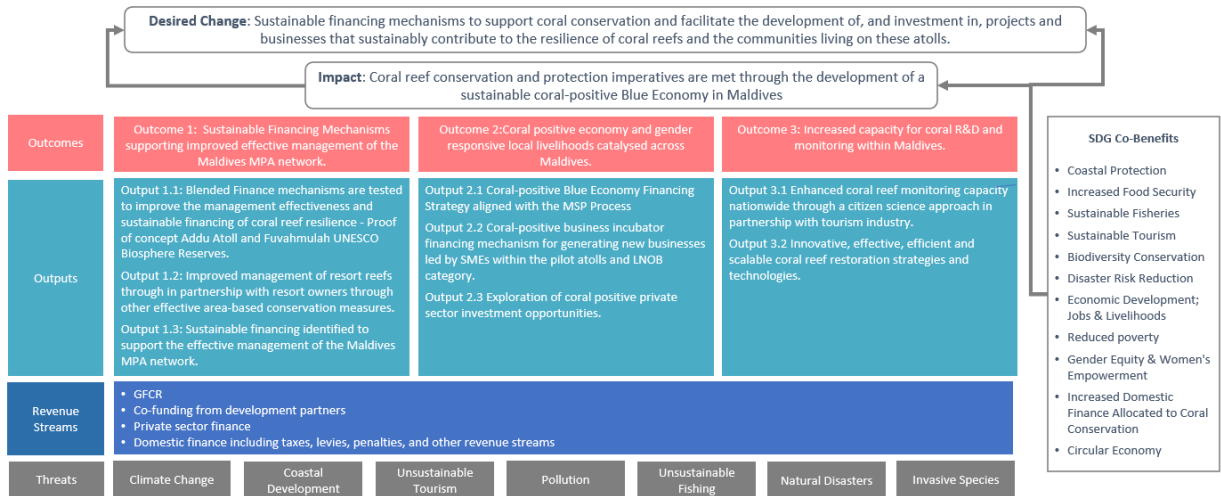 Desired Change: Sustainable financing mechanisms to support coral conservation and facilitate the development of, and investment in, projects and
businesses that sustainably contribute to the resilience of coral reefs and the communities living on these atolls.
Impact: Coral reef conservation and protection imperatives are met through the development of a
sustainable coral-positive Blue Economy in Maldives
Outcomes
Outcome 1: Sustainable Financing Mechanisms
supporting improved effective management of the
Maldives MPA network.
Outcome 2:Coral positive economy and gender
responsive local livelihoods catalysed across
Maldives.
Outcome 3: Increased capacity for coral R&D and
monitoring within Maldives.
Outputs
Output 1.1: Blended Finance mechanisms are tested
to improve the management effectiveness and
sustainable financing of coral reef resilience - Proof
of concept Addu Atoll and Fuvahmulah UNESCO
Biosphere Reserves.
Output 1.2: Improved management of resort reefs
through in partnership with resort owners through
other effective area-based conservation measures.
Output 1.3: Sustainable financing identified to
support the effective management of the Maldives
MPA network.
Output 2.1 Coral-positive Blue Economy Financing
Strategy aligned with the MSP Process
Output 2.2 Coral-positive business incubator
financing mechanism for generating new businesses
led by SMEs within the pilot atolls and LNOB
category.
Output 2.3 Exploration of coral positive private
sector investment opportunities.
Output 3.1 Enhanced coral reef monitoring capacity
nationwide through a citizen science approach in
partnership with tourism industry.
Output 3.2 Innovative, effective, efficient and
scalable coral reef restoration strategies and
technologies.
Revenue
Streams
• GFCR
• Co-funding from development partners
• Private sector finance
• Domestic finance including taxes, levies, penalties, and other revenue streams
Threats
Climate Change
Coastal
Development
Unsustainable
Tourism
Pollution
Unsustainable
Fishing
Natural Disasters
Invasive Species
SDG Co-Benefits
• Coastal Protection
• Increased Food Security
• Sustainable Fisheries
• Sustainable Tourism
• Biodiversity Conservation
• Disaster Risk Reduction
• Economic Development;
Jobs & Livelihoods
• Reduced poverty
• Gender Equity & Women's
Empowerment
• Increased Domestic
Finance Allocated to Coral
Conservation
• Circular Economy